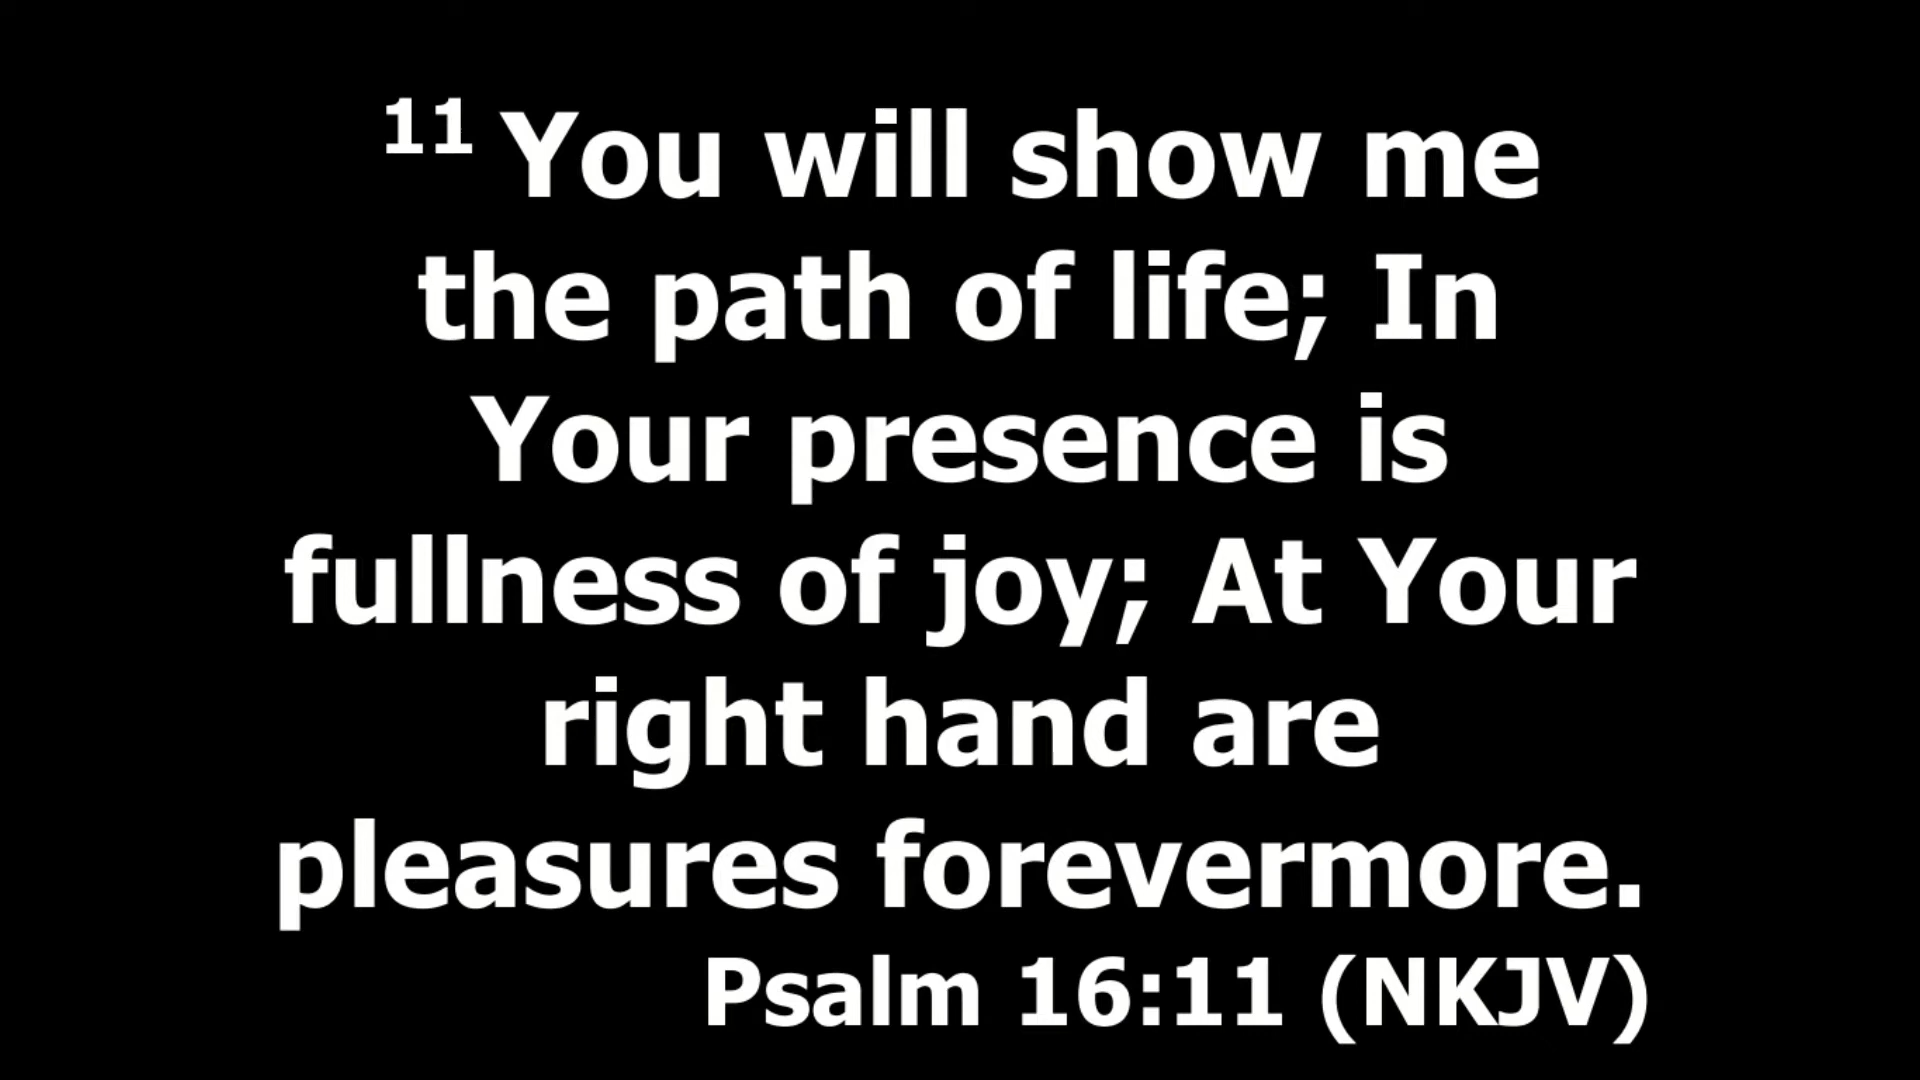 11 You will show me
the path of life; In
Your presence is
fullness of joy; At Your
right hand are
pleasures forevermore.
Psalm 16:11 (NKJV)